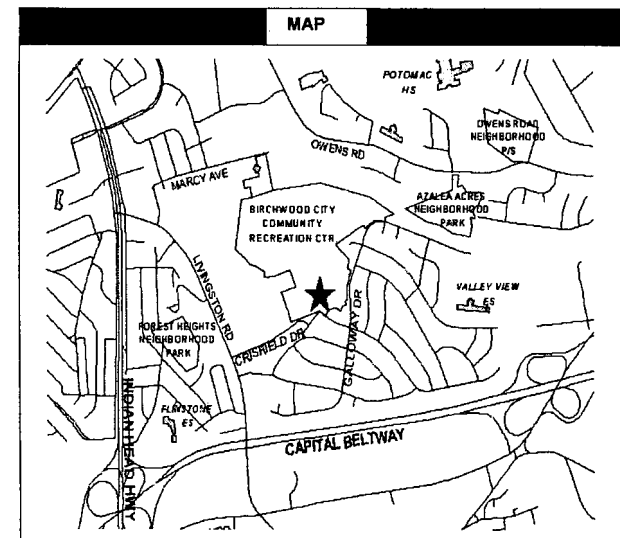 MAP
POTOMAC
HS
OWENS ROAD
NEIGHBORHOOD
P/S
OWENS RD
MARCY AVE
AZALEA ACRES
NEIGHBORHOOD
PARK
BIRCHWOOD CITY
COMMUNITY
RECREATION CTR
LIVINGSTON RD
VALLEY VIEW
ES
GALLOWAY DR
FOREST HEIGHTS
NEIGHBORHOOD
PARK
CRISFIELD DR
FLINTSTONE
ES
INDIAN HEAD HWY
CAPITAL BELTWAY